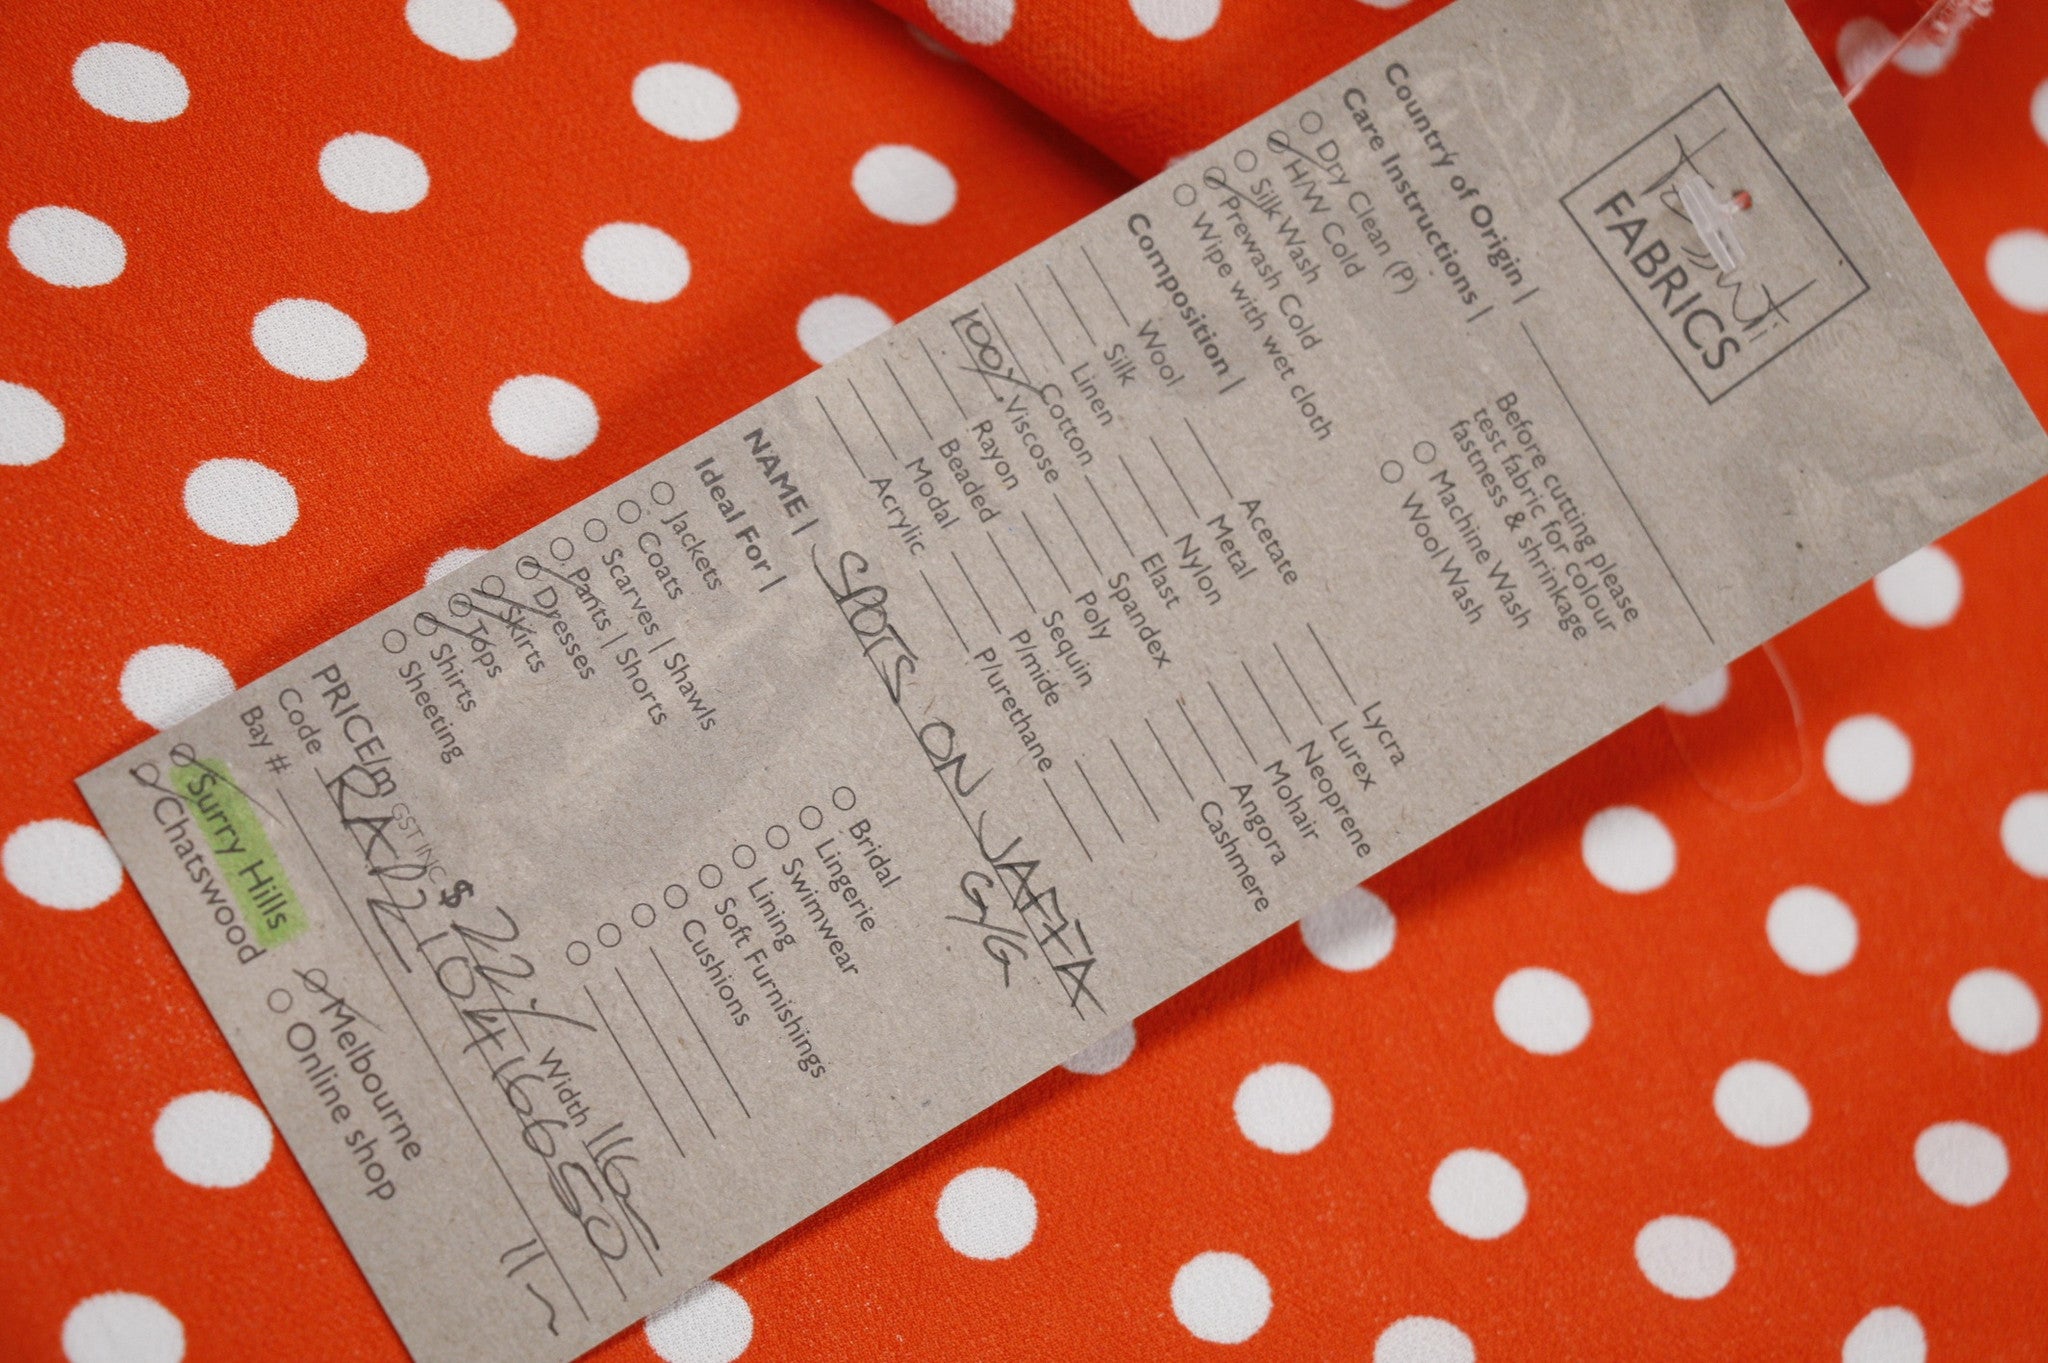 Tessuti
FABRICS
Country of Origin |
Care Instructions |
Before cutting please
test fabric for colour
fastness & shrinkage
Dry Clean (P)
H/W Cold
Silk Wash
Prewash Cold
Wipe with wet cloth
Machine Wash
Wool Wash
Composition |
Wool
Silk
Linen
Cotton
100% Viscose
Rayon
Beaded
Modal
Acrylic
Acetate
Metal
Nylon
Elast
Spandex
Poly
Sequin
P/mide
P/urethane
Lycra
Lurex
Neoprene
Mohair
Angora
Cashmere
NAME | SPOTS ON JAFFA
G/G
Ideal For |
Jackets
Coats
Scarves | Shawls
Pants | Shorts
Dresses
Skirts
Tops
Shirts
Sheeting
Bridal
Lingerie
Swimwear
Lining
Soft Furnishings
Cushions
PRICE/m GST INC $ 22.- Width 116
Code
Bay #
11
Surry Hills
Chatswood
Melbourne
Online shop